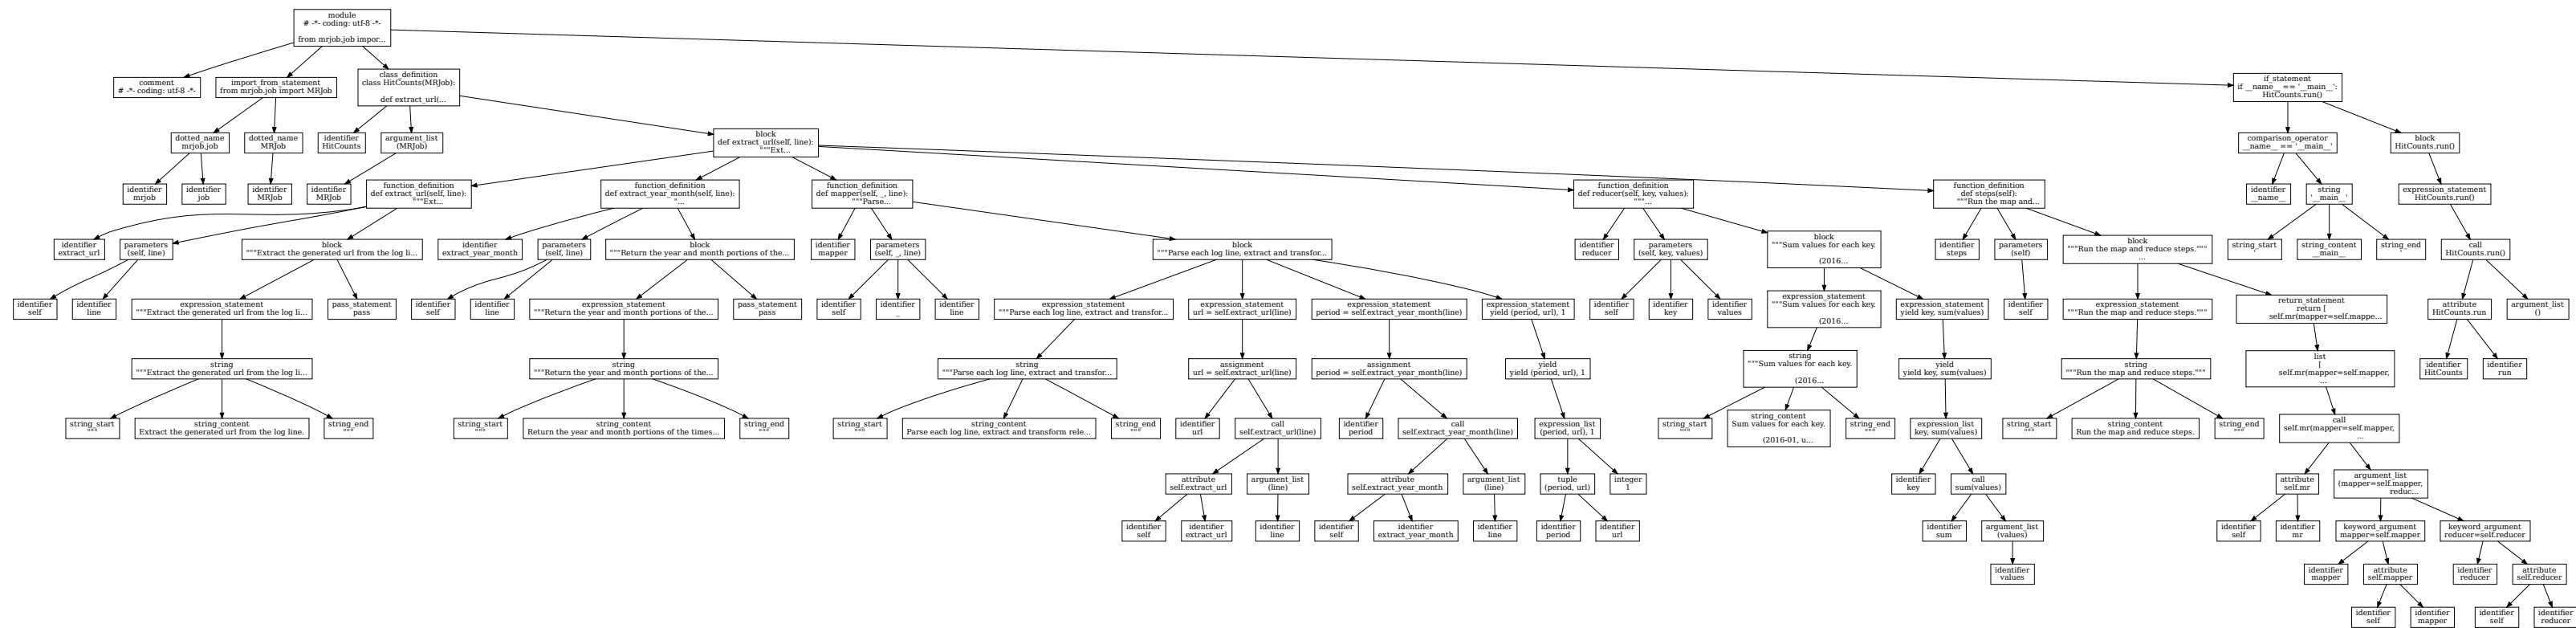 module
# -*- coding: utf-8 -*-
from mrjob.job impor...
comment
# -*- coding: utf-8 -*-
import_from_statement
from mrjob.job import MRJob
class_definition
class HitCounts(MRJob):
def extract_url(...
if_statement
if __name__ == '__main__':
HitCounts.run()
dotted_name
mrjob.job
dotted_name
MRJob
identifier
HitCounts
argument_list
(MRJob)
block
def extract_url(self, line):
"""Ext...
comparison_operator
__name__ == '__main__'
block
HitCounts.run()
identifier
mrjob
identifier
job
identifier
MRJob
identifier
MRJob
function_definition
def extract_url(self, line):
"""Ext...
function_definition
def extract_year_month(self, line):
"...
function_definition
def mapper(self, _, line):
"""Parse...
function_definition
def reducer(self, key, values):
"""...
function_definition
def steps(self):
"""Run the map and...
identifier
__name__
string
'__main__'
expression_statement
HitCounts.run()
identifier
extract_url
parameters
(self, line)
block
"""Extract the generated url from the log li...
identifier
extract_year_month
parameters
(self, line)
block
"""Return the year and month portions of the...
identifier
mapper
parameters
(self, _, line)
block
"""Parse each log line, extract and transfor...
identifier
reducer
parameters
(self, key, values)
block
"""Sum values for each key.
(2016...
identifier
steps
parameters
(self)
block
"""Run the map and reduce steps."""
...
string_start
'
string_content
__main__
string_end
'
call
HitCounts.run()
identifier
self
identifier
line
expression_statement
"""Extract the generated url from the log li...
pass_statement
pass
identifier
self
identifier
line
expression_statement
"""Return the year and month portions of the...
pass_statement
pass
identifier
self
identifier
_
identifier
line
expression_statement
"""Parse each log line, extract and transfor...
expression_statement
url = self.extract_url(line)
expression_statement
period = self.extract_year_month(line)
expression_statement
yield (period, url), 1
identifier
self
identifier
key
identifier
values
expression_statement
"""Sum values for each key.
(2016...
expression_statement
yield key, sum(values)
identifier
self
expression_statement
"""Run the map and reduce steps."""
return_statement
return [
self.mr(mapper=self.mappe...
attribute
HitCounts.run
argument_list
()
string
"""Extract the generated url from the log li...
string
"""Return the year and month portions of the...
string
"""Parse each log line, extract and transfor...
assignment
url = self.extract_url(line)
assignment
period = self.extract_year_month(line)
yield
yield (period, url), 1
string
"""Sum values for each key.
(2016...
yield
yield key, sum(values)
string
"""Run the map and reduce steps."""
list
[
self.mr(mapper=self.mapper,
...
identifier
HitCounts
identifier
run
string_start
"""
string_content
Extract the generated url from the log line.
string_end
"""
string_start
"""
string_content
Return the year and month portions of the times...
string_end
"""
string_start
"""
string_content
Parse each log line, extract and transform rele...
string_end
"""
identifier
url
call
self.extract_url(line)
identifier
period
call
self.extract_year_month(line)
expression_list
(period, url), 1
string_start
"""
string_content
Sum values for each key.
(2016-01, u...
string_end
"""
expression_list
key, sum(values)
string_start
"""
string_content
Run the map and reduce steps.
string_end
"""
call
self.mr(mapper=self.mapper,
...
attribute
self.extract_url
argument_list
(line)
attribute
self.extract_year_month
argument_list
(line)
tuple
(period, url)
integer
1
identifier
key
call
sum(values)
attribute
self.mr
argument_list
(mapper=self.mapper,
reduc...
identifier
self
identifier
extract_url
identifier
line
identifier
self
identifier
extract_year_month
identifier
line
identifier
period
identifier
url
identifier
sum
argument_list
(values)
identifier
self
identifier
mr
keyword_argument
mapper=self.mapper
keyword_argument
reducer=self.reducer
identifier
values
identifier
mapper
attribute
self.mapper
identifier
reducer
attribute
self.reducer
identifier
self
identifier
mapper
identifier
self
identifier
reducer